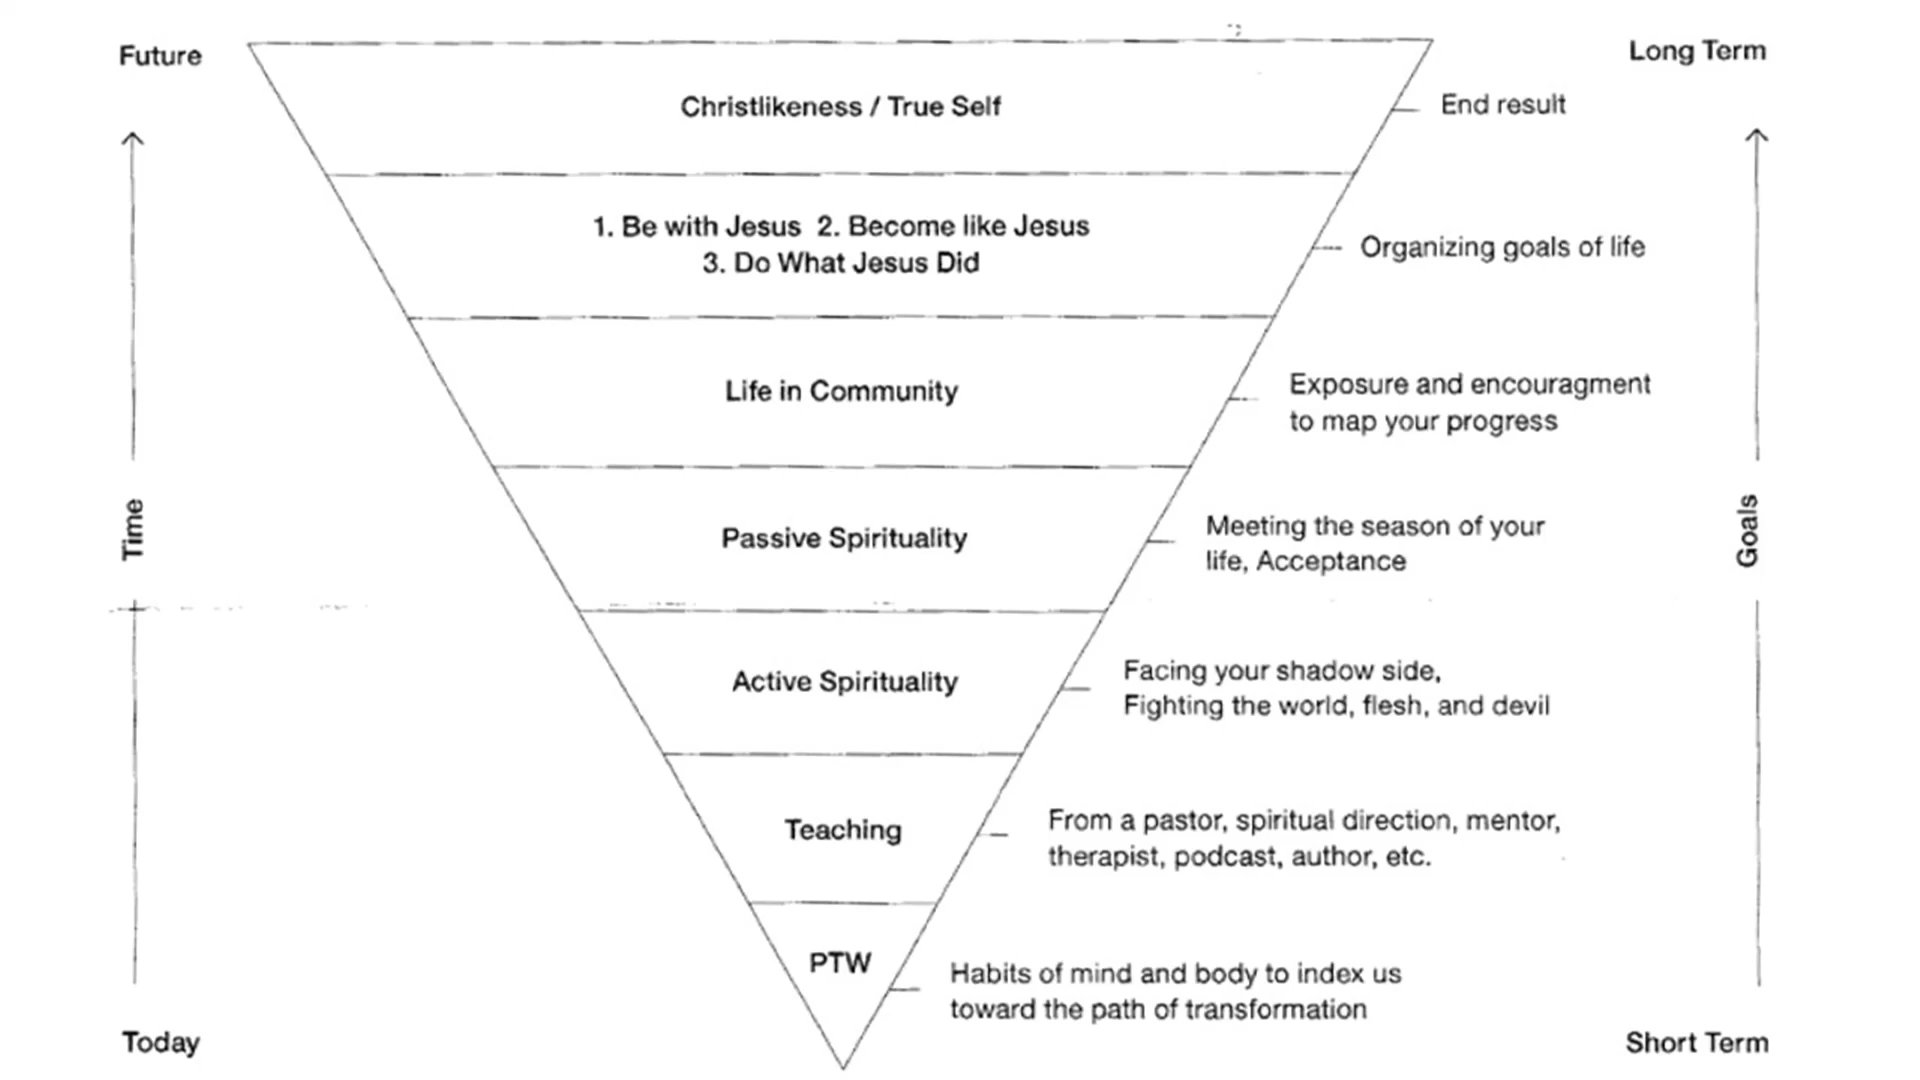 Future
Long Term
Christlikeness / True Self
End result
1. Be with Jesus 2. Become like Jesus
3. Do What Jesus Did
Organizing goals of life
Life in Community
Exposure and encouragment
to map your progress
Time
Goals
Passive Spirituality
Meeting the season of your
life, Acceptance
Active Spirituality
Facing your shadow side,
Fighting the world, flesh, and devil
Teaching
From a pastor, spiritual direction, mentor,
therapist, podcast, author, etc.
PTW
Habits of mind and body to index us
toward the path of transformation
Today
Short Term